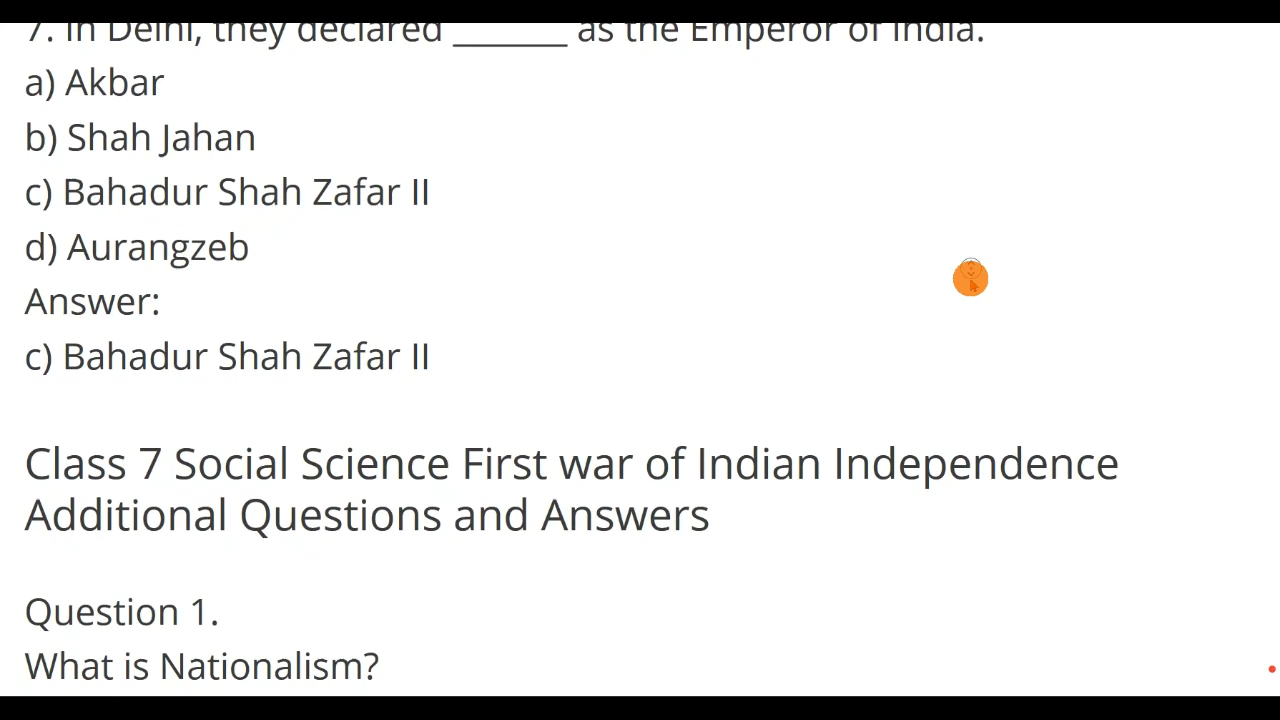 7. In Delhi, they declared _______ as the Emperor of India.
a) Akbar
b) Shah Jahan
c) Bahadur Shah Zafar II
d) Aurangzeb
Answer:
c) Bahadur Shah Zafar II
Class 7 Social Science First war of Indian Independence
Additional Questions and Answers
Question 1.
What is Nationalism?